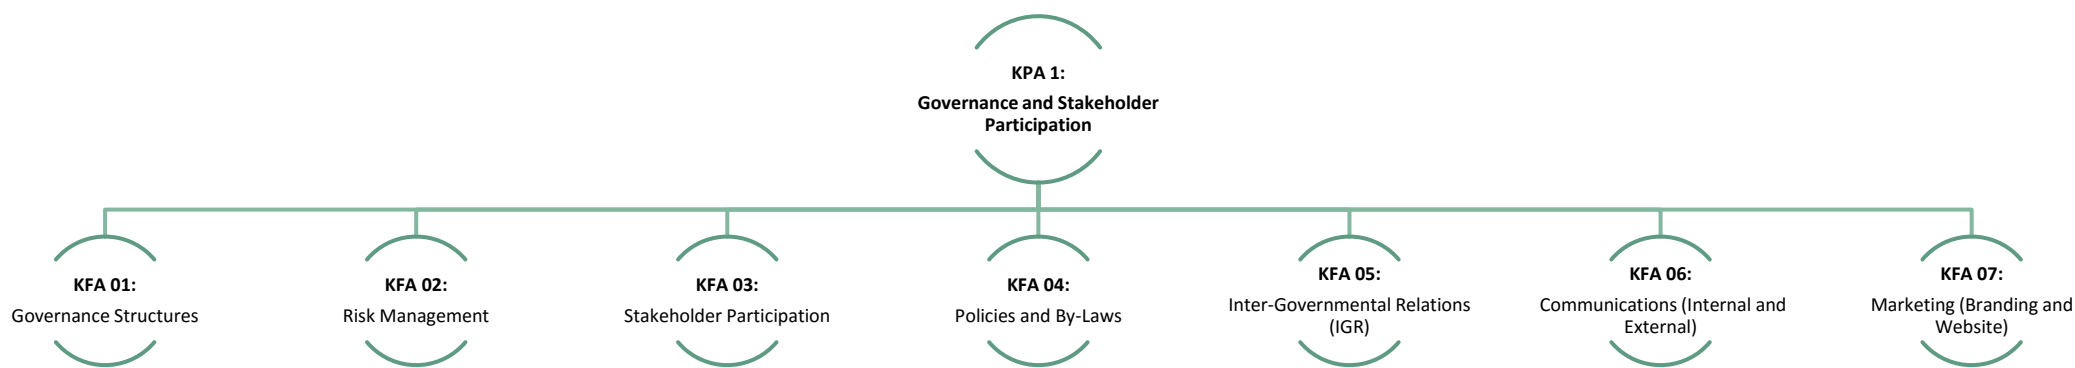 KPA 1:
Governance and Stakeholder
Participation
KFA 01:
Governance Structures
KFA 02:
Risk Management
KFA 03:
Stakeholder Participation
KFA 04:
Policies and By-Laws
KFA 05:
Inter-Governmental Relations
(IGR)
KFA 06:
Communications (Internal and
External)
KFA 07:
Marketing (Branding and
Website)